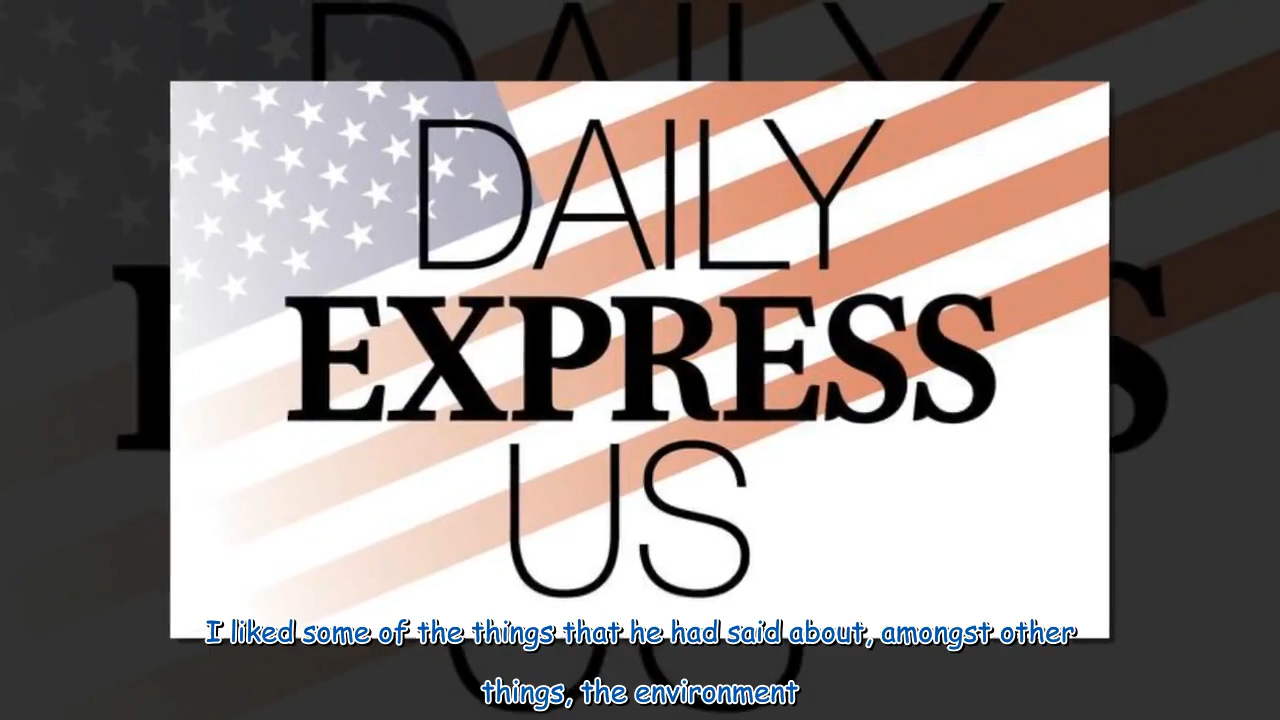 DAILY
EXPRESS
US
I liked some of the things that he had said about, amongst other
things, the environment